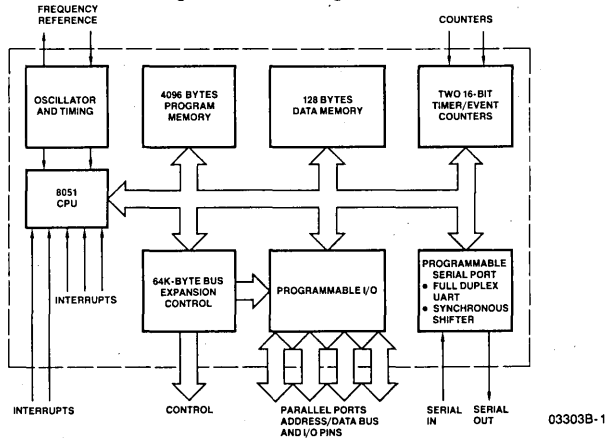 FREQUENCY
REFERENCE
COUNTERS
OSCILLATOR
AND TIMING
4096 BYTES
PROGRAM
MEMORY
128 BYTES
DATA MEMORY
TWO 16-BIT
TIMER/EVENT
COUNTERS
8051
CPU
INTERRUPTS
64K-BYTE BUS
EXPANSION
CONTROL
PROGRAMMABLE I/O
PROGRAMMABLE
SERIAL PORT
● FULL DUPLEX
UART
● SYNCHRONOUS
SHIFTER
INTERRUPTS
CONTROL
PARALLEL PORTS
ADDRESS/DATA BUS
AND I/O PINS
SERIAL
IN
SERIAL
OUT
03303B-1